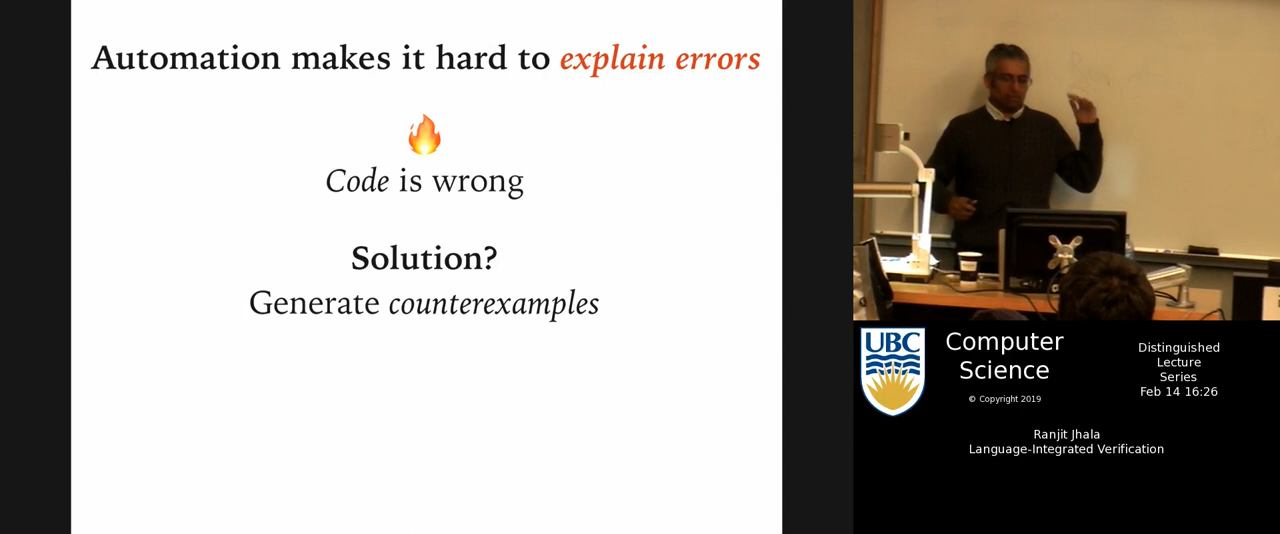 Automation makes it hard to explain errors
Code is wrong
Solution?
Generate counterexamples
UBC
Computer
Science
© Copyright 2019
Distinguished
Lecture
Series
Feb 14 16:26
Ranjit Jhala
Language-Integrated Verification